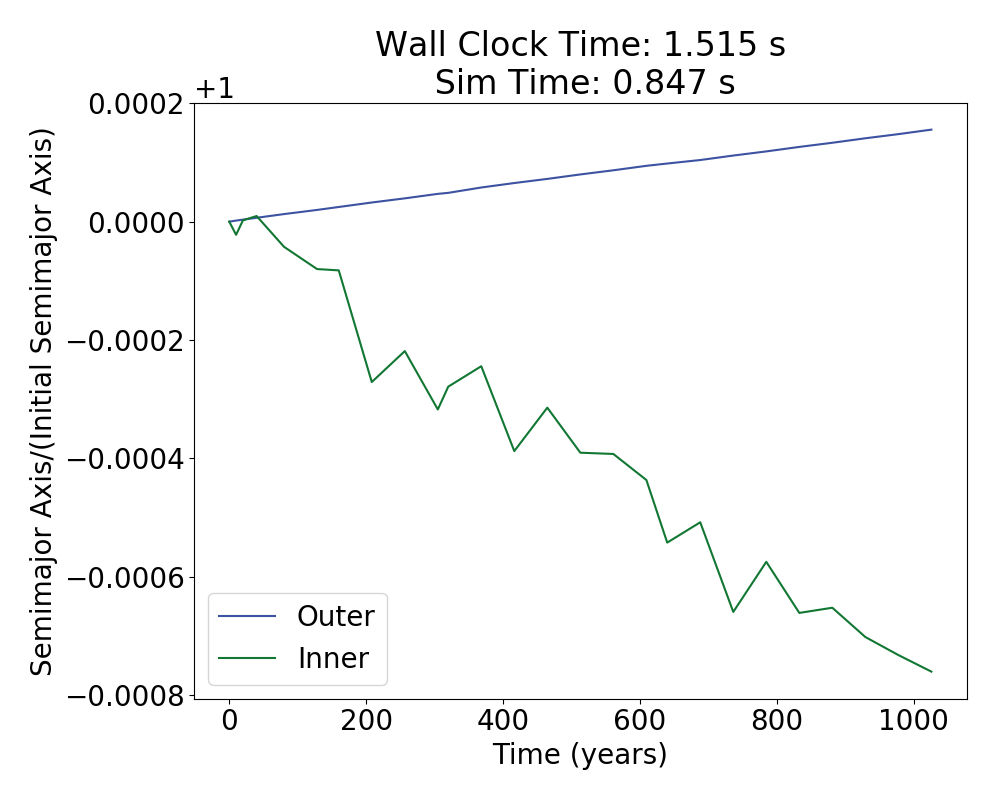 Wall Clock Time: 1.515 s
Sim Time: 0.847 s
+1
0.0002
0.0000
−0.0002
−0.0004
−0.0006
−0.0008
Semimajor Axis/(Initial Semimajor Axis)
Outer
Inner
0
200
400
600
800
1000
Time (years)